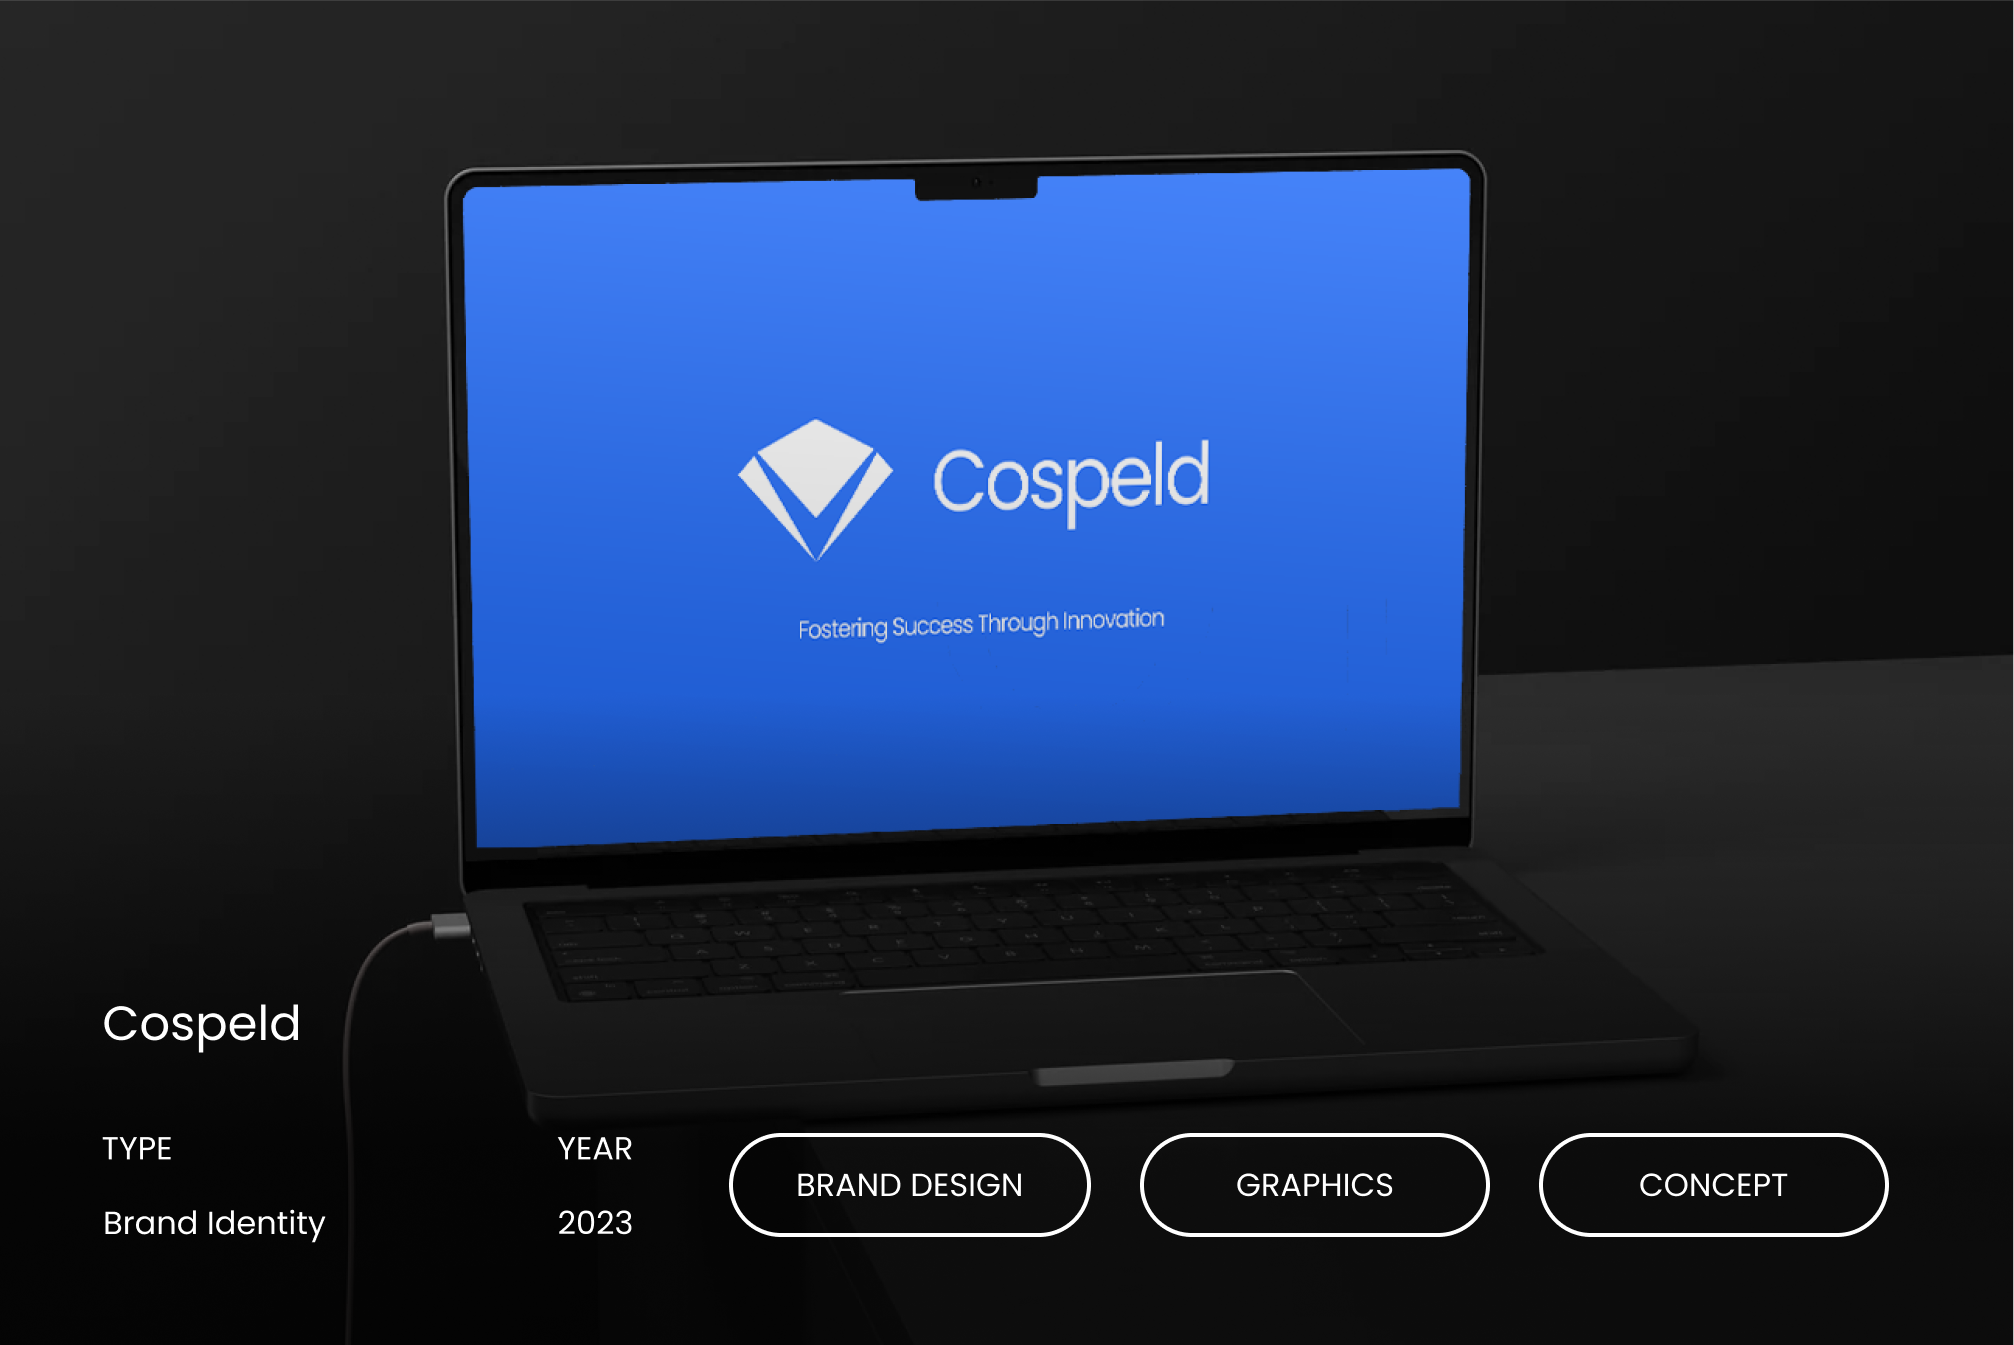 Cospeld
Fostering Success Through Innovation
Cospeld
TYPE
Brand Identity
YEAR
2023
BRAND DESIGN
GRAPHICS
CONCEPT